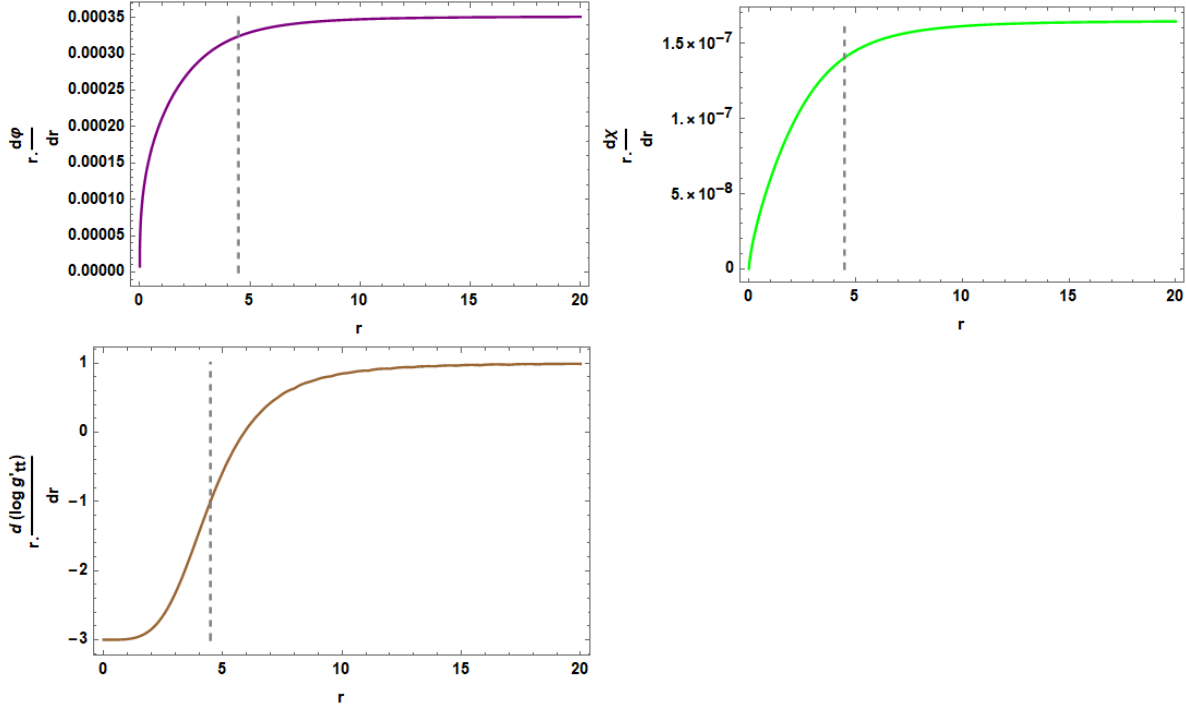 0.00035
0.00030
0.00025
0.00020
0.00015
0.00010
0.00005
0.00000
r. dφ
dr
0 5 10 15 20
r
1.5×10⁻⁷
1.×10⁻⁷
5.×10⁻⁸
0
r. dχ
dr
0 5 10 15 20
r
1
0
-1
-2
-3
r. d (log g'tt)
dr
0 5 10 15 20
r